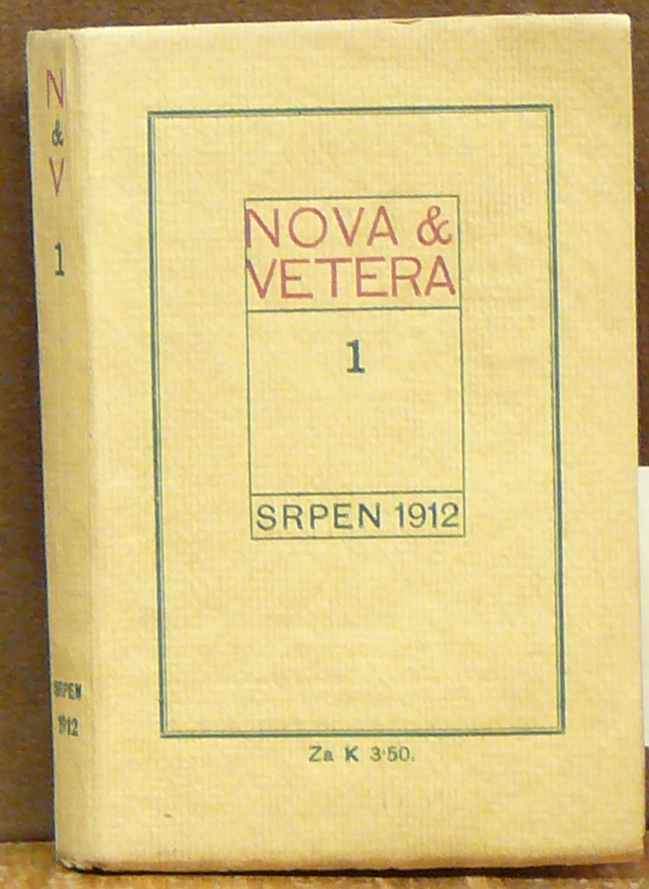 N
&
V
1
SRPEN
1912
NOVA &
VETERA
1
SRPEN 1912
Za K 3·50.